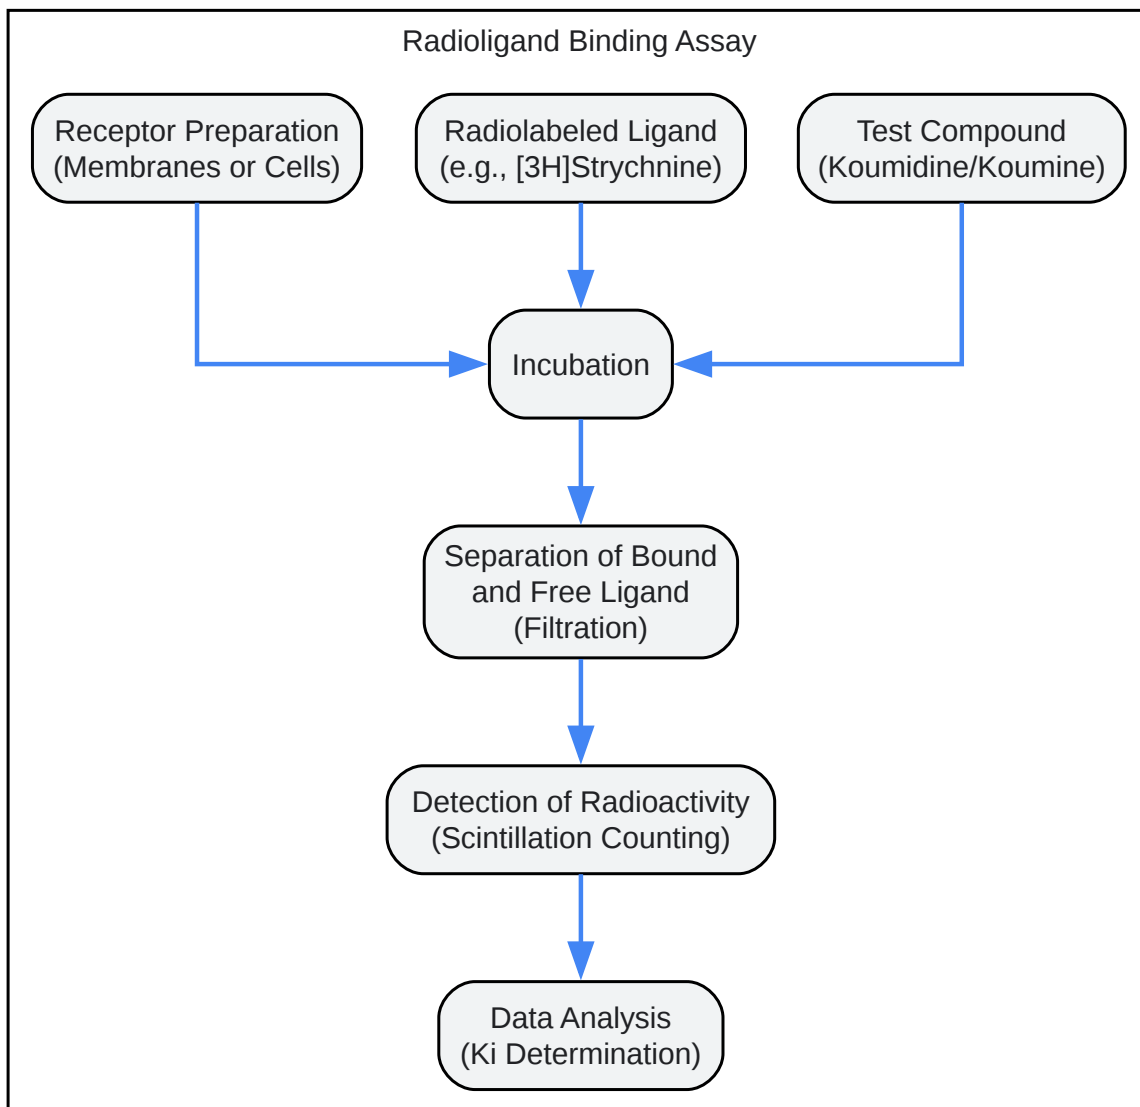 Radioligand Binding Assay
Receptor Preparation
(Membranes or Cells)
Radiolabeled Ligand
(e.g., [3H]Strychnine)
Test Compound
(Koumidine/Koumine)
Incubation
Separation of Bound
and Free Ligand
(Filtration)
Detection of Radioactivity
(Scintillation Counting)
Data Analysis
(Ki Determination)